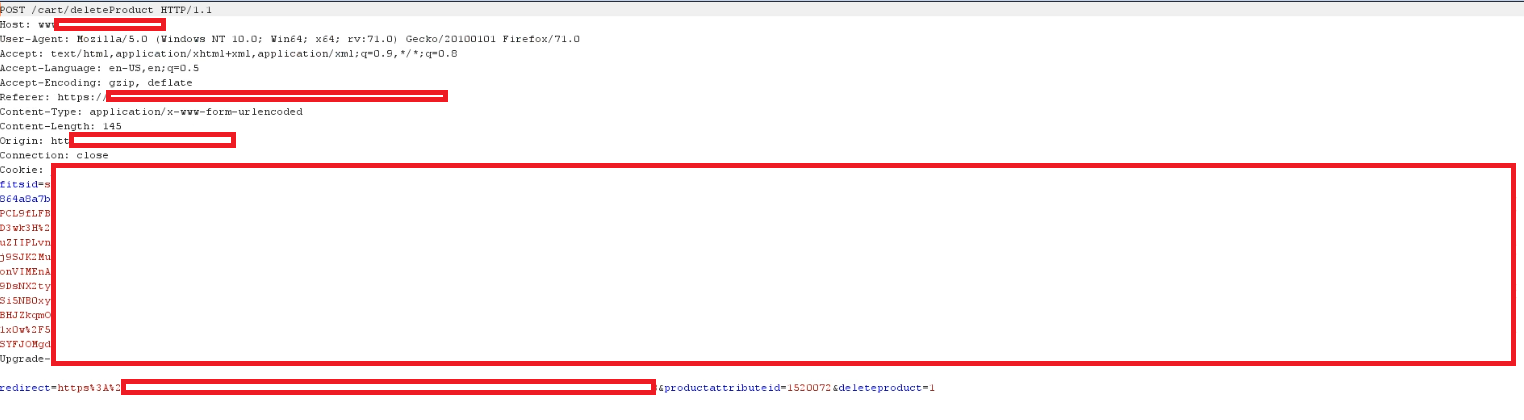 POST /cart/deleteProduct HTTP/1.1
Host: ww
User-Agent: Mozilla/5.0 (Windows NT 10.0; Win64; x64; rv:71.0) Gecko/20100101 Firefox/71.0
Accept: text/html,application/xhtml+xml,application/xml;q=0.9,*/*;q=0.8
Accept-Language: en-US,en;q=0.5
Accept-Encoding: gzip, deflate
Referer: https:/
Content-Type: application/x-www-form-urlencoded
Content-Length: 145
Origin: htt
Connection: close
Cookie:
fitsid=s
864a8a7b
PCL9fLFB
D3wk3H%2
uZIIPLvn
j9SJK2Mu
onVIMEnA
9DsNX2ty
Si5NB0xy
BHJZkqmO
1x0w%2F5
SYFJOMgd
Upgrade-
redirect=https%3A%2 &productattributeid=1520072&deleteproduct=1